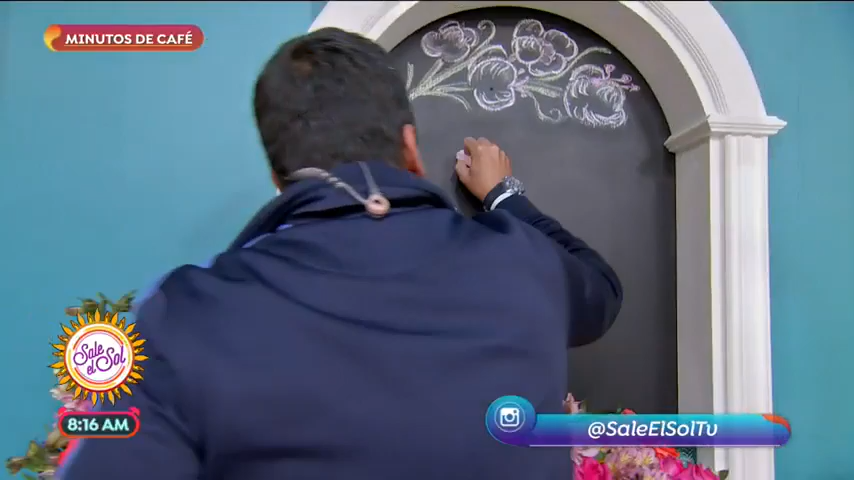 MINUTOS DE CAFÉ
Sale
el
Sol
8:16 AM
@SaleElSolTu